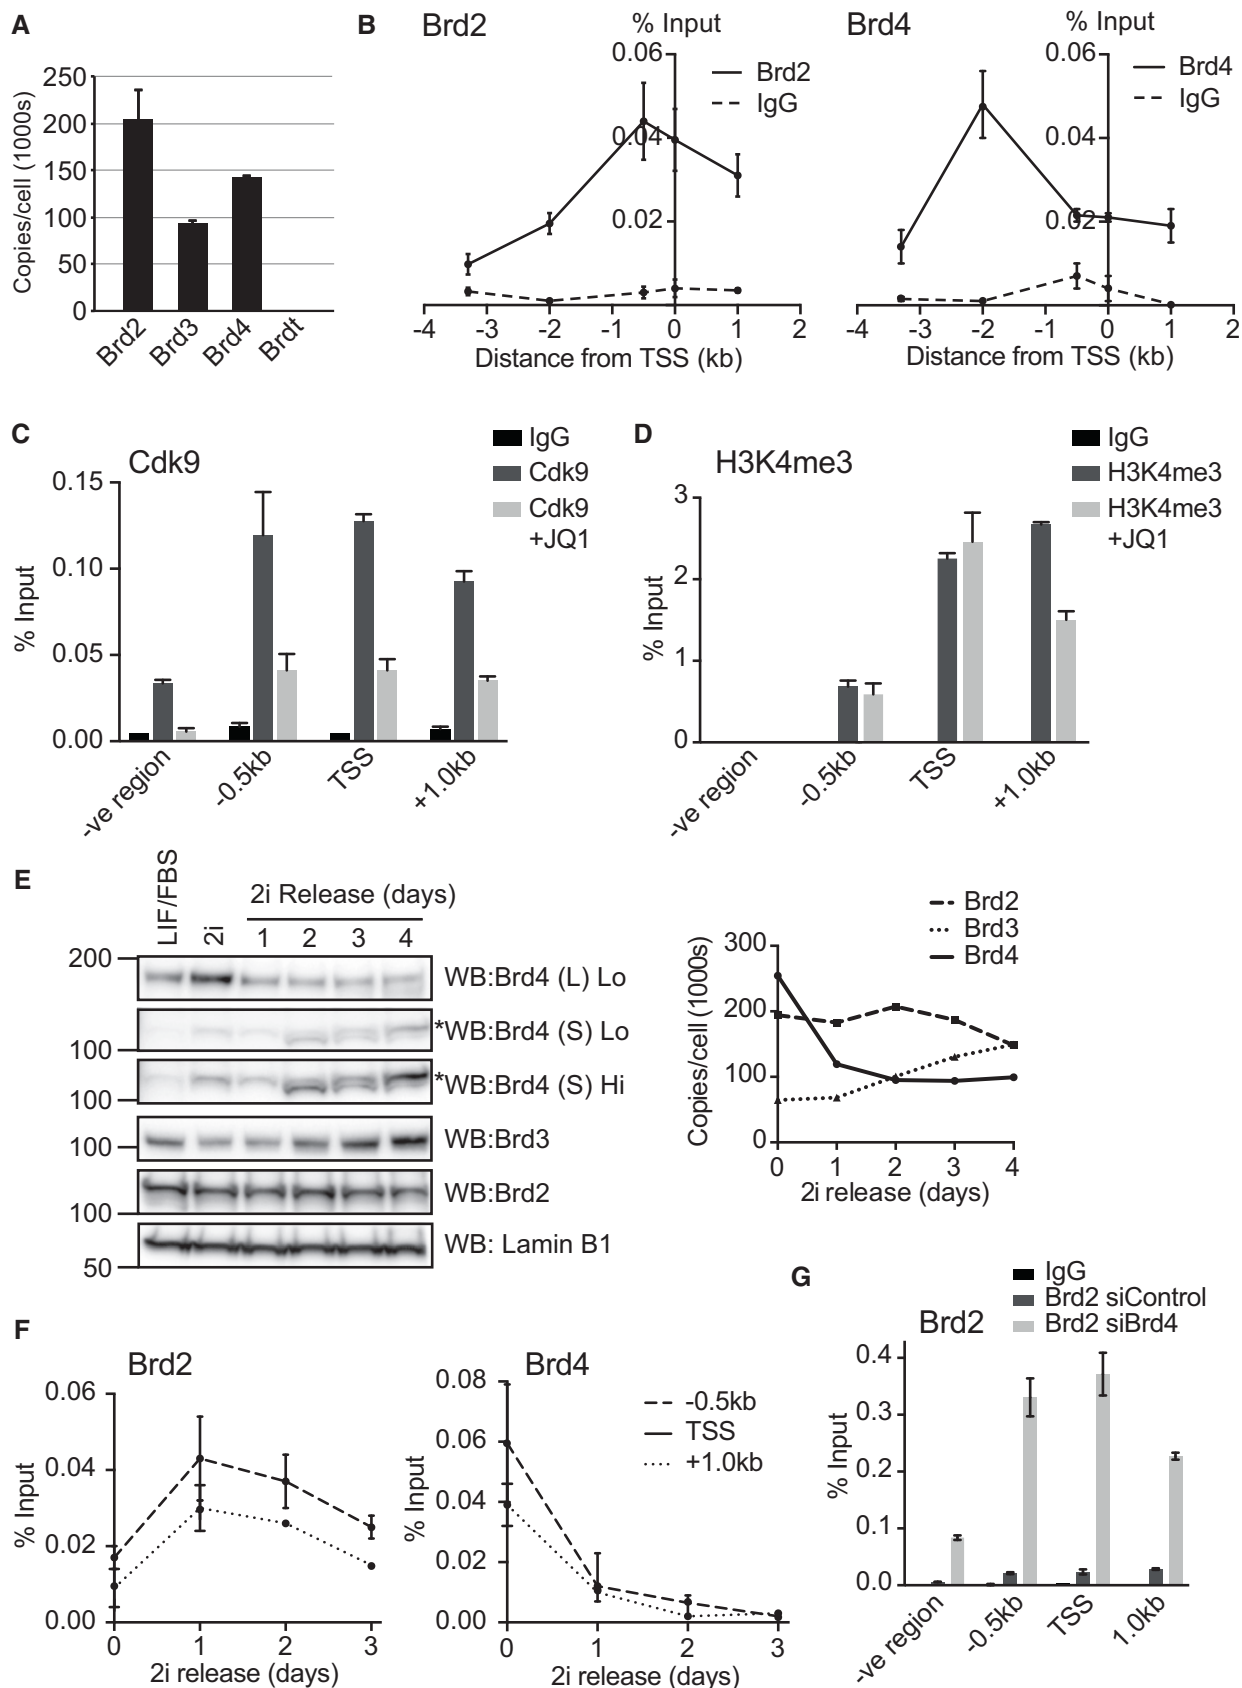 A
Copies/cell (1000s)
250
200
150
100
50
0
Brd2
Brd3
Brd4
Brdt
B
Brd2
% Input
0.06
0.04
0.02
Brd2
IgG
-4
-3
-2
-1
0
1
2
Distance from TSS (kb)
Brd4
% Input
0.06
0.04
0.02
Brd4
IgG
-4
-3
-2
-1
0
1
2
Distance from TSS (kb)
C
Cdk9
IgG
Cdk9
Cdk9
+JQ1
% Input
0.15
0.10
0.05
0.00
-ve region
-0.5kb
TSS
+1.0kb
D
H3K4me3
IgG
H3K4me3
H3K4me3
+JQ1
% Input
3
2
1
0
-ve region
-0.5kb
TSS
+1.0kb
E
LIF/FBS
2i
2i Release (days)
1 2 3 4
200
WB:Brd4 (L) Lo
*WB:Brd4 (S) Lo
100
*WB:Brd4 (S) Hi
100
WB:Brd3
100
WB:Brd2
100
WB: Lamin B1
50
Brd2
Brd3
Brd4
Copies/cell (1000s)
300
200
100
0
0 1 2 3 4
2i release (days)
F
Brd2
% Input
0.06
0.04
0.02
0.00
0 1 2 3
2i release (days)
Brd4
% Input
0.08
0.06
0.04
0.02
0.00
-0.5kb
TSS
+1.0kb
0 1 2 3
2i release (days)
G
Brd2
IgG
Brd2 siControl
Brd2 siBrd4
% Input
0.4
0.3
0.2
0.1
0.0
-ve region
-0.5kb
TSS
1.0kb